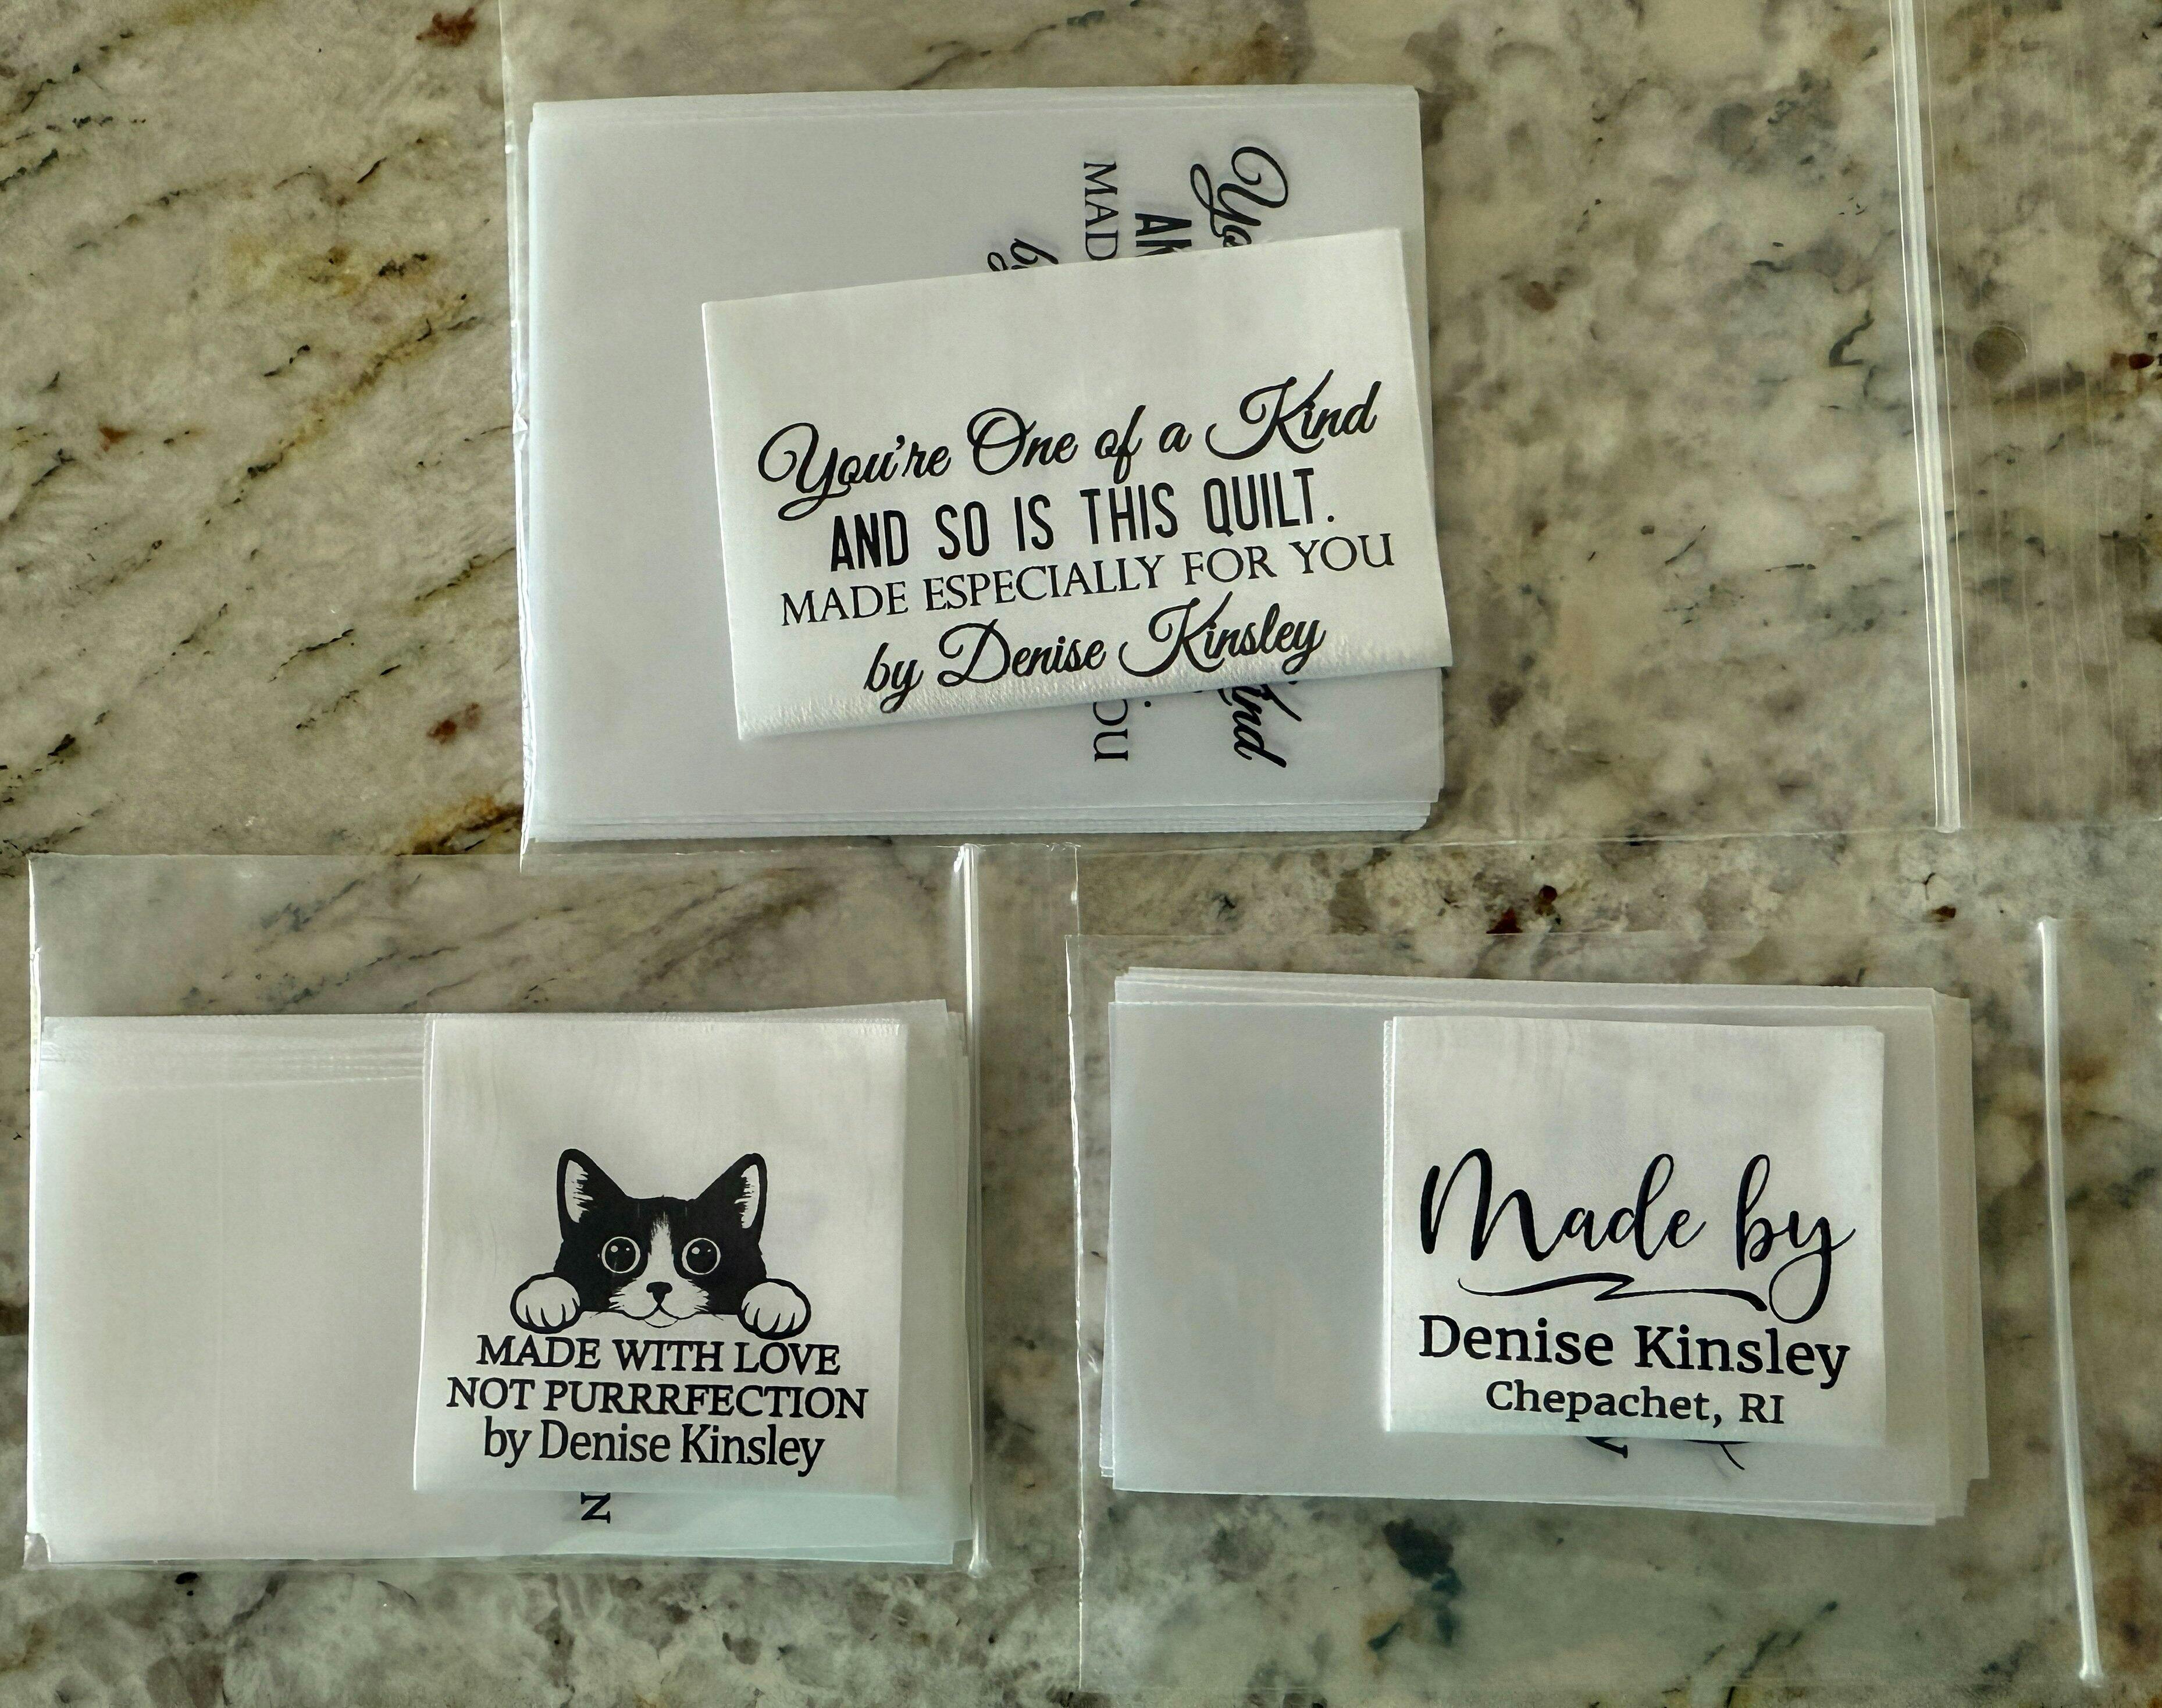 You're One of a Kind
AND SO IS THIS QUILT.
MADE ESPECIALLY FOR YOU
by Denise Kinsley
MADE WITH LOVE
NOT PURRRFECTION
by Denise Kinsley
Made by
Denise Kinsley
Chepachet, RI